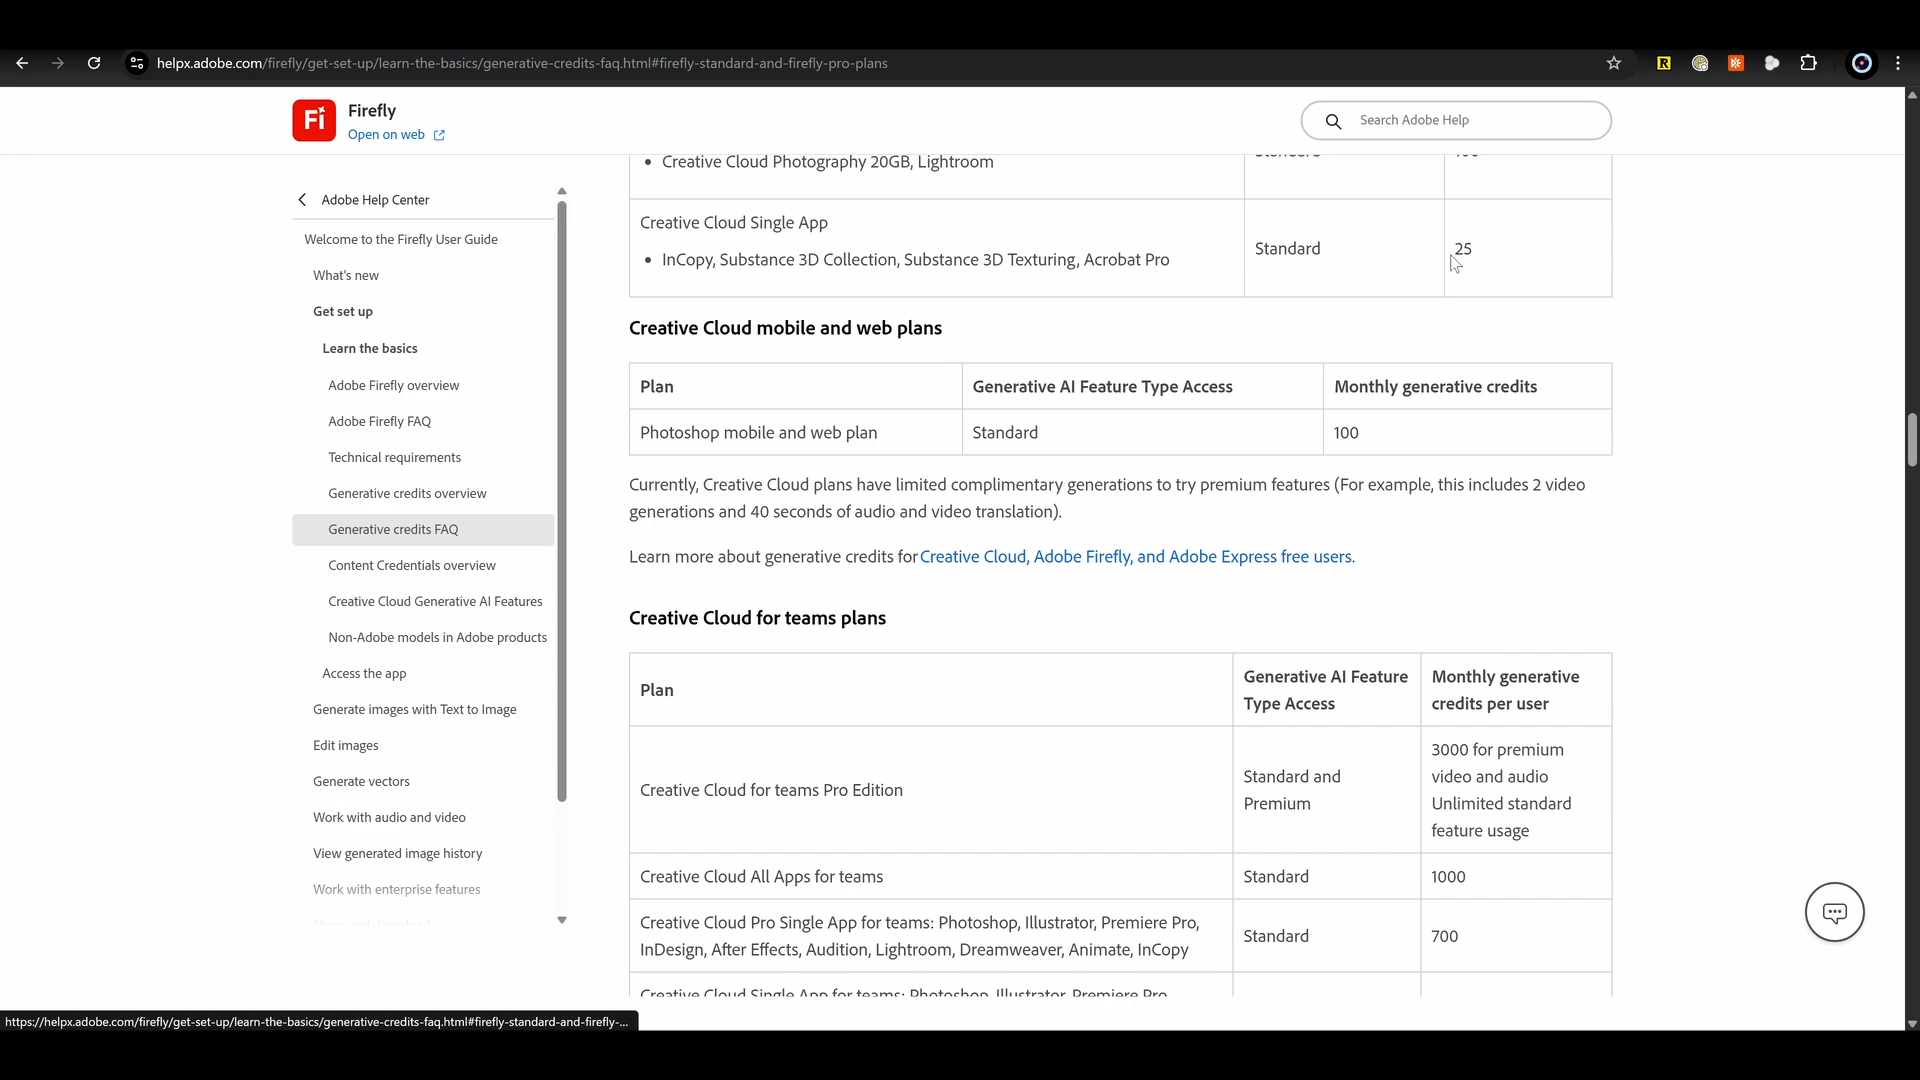 helpx.adobe.com/firefly/get-set-up/learn-the-basics/generative-credits-faq.html#firefly-standard-and-firefly-pro-plans
Fi
Firefly
Open on web
Search Adobe Help
Adobe Help Center
Welcome to the Firefly User Guide
What's new
Get set up
Learn the basics
Adobe Firefly overview
Adobe Firefly FAQ
Technical requirements
Generative credits overview
Generative credits FAQ
Content Credentials overview
Creative Cloud Generative AI Features
Non-Adobe models in Adobe products
Access the app
Generate images with Text to Image
Edit images
Generate vectors
Work with audio and video
View generated image history
Work with enterprise features
• Creative Cloud Photography 20GB, Lightroom
Creative Cloud Single App
• InCopy, Substance 3D Collection, Substance 3D Texturing, Acrobat Pro
Standard
25
Creative Cloud mobile and web plans
Plan
Generative AI Feature Type Access
Monthly generative credits
Photoshop mobile and web plan
Standard
100
Currently, Creative Cloud plans have limited complimentary generations to try premium features (For example, this includes 2 video
generations and 40 seconds of audio and video translation).
Learn more about generative credits for Creative Cloud, Adobe Firefly, and Adobe Express free users.
Creative Cloud for teams plans
Plan
Generative AI Feature
Type Access
Monthly generative
credits per user
Creative Cloud for teams Pro Edition
Standard and
Premium
3000 for premium
video and audio
Unlimited standard
feature usage
Creative Cloud All Apps for teams
Standard
1000
Creative Cloud Pro Single App for teams: Photoshop, Illustrator, Premiere Pro,
InDesign, After Effects, Audition, Lightroom, Dreamweaver, Animate, InCopy
Standard
700
Creative Cloud Single App for teams: Photoshop, Illustrator, Premiere Pro,
https://helpx.adobe.com/firefly/get-set-up/learn-the-basics/generative-credits-faq.html#firefly-standard-and-firefly-...